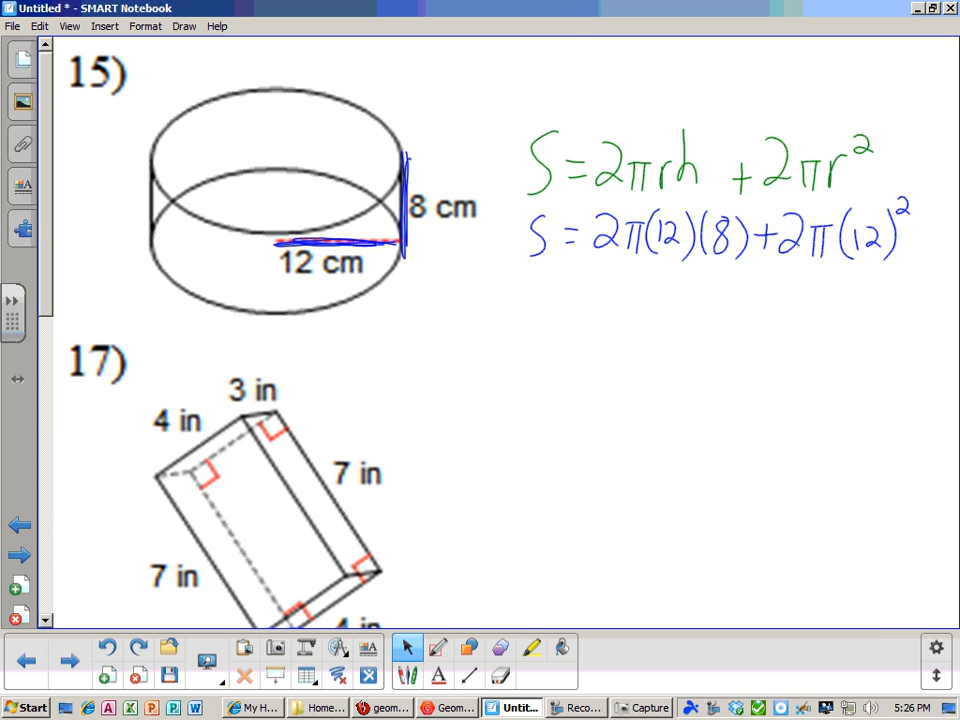 Untitled * - SMART Notebook
File Edit View Insert Format Draw Help
15)
8 cm
12 cm
S = 2πrh + 2πr²
S = 2π(12)(8) + 2π(12)²
17)
3 in
4 in
7 in
7 in
4 in
Start My H... Home... geom... Geom... Untit... Reco... Capture 5:26 PM